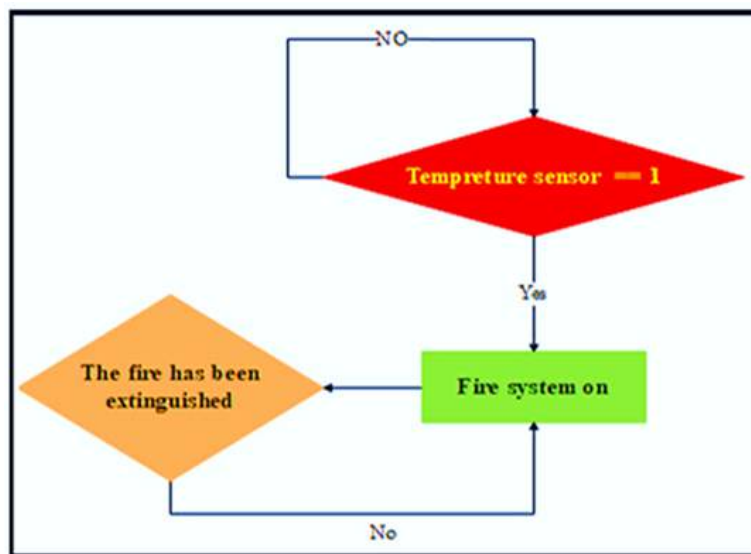 NO
Tempreture sensor == 1
Yes
The fire has been
extinguished
Fire system on
No